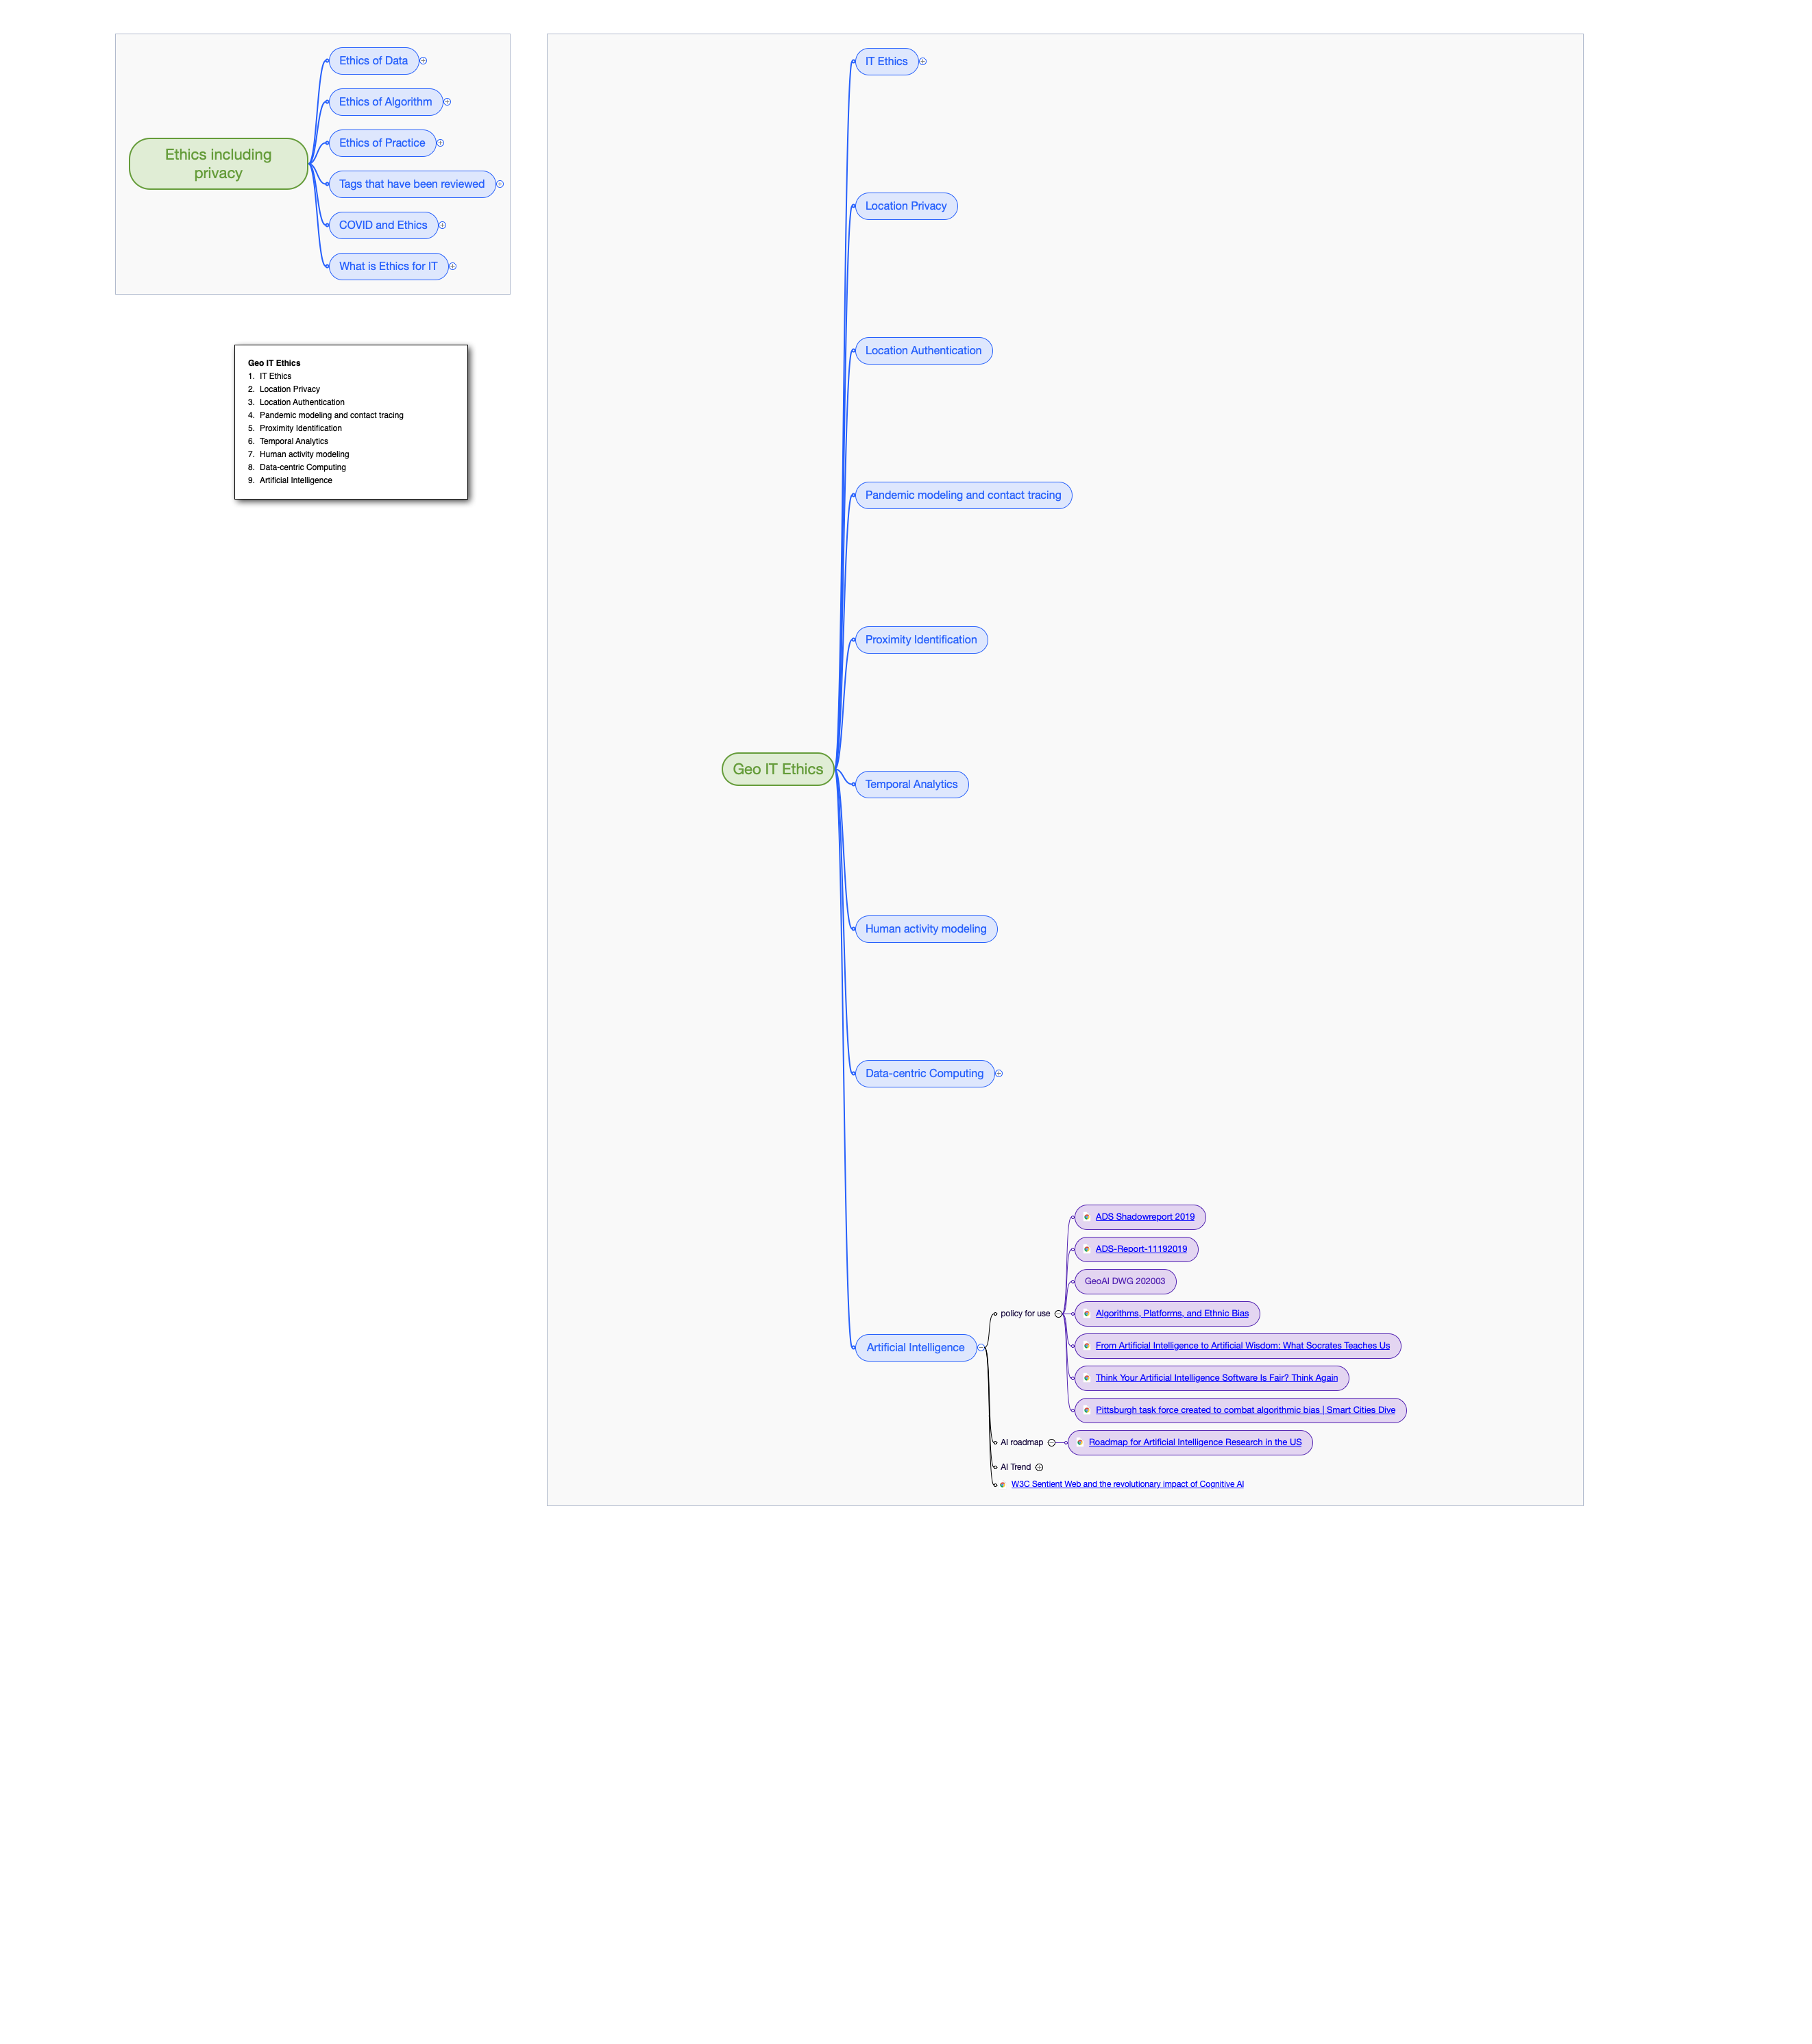 Ethics including
privacy
Ethics of Data
Ethics of Algorithm
Ethics of Practice
Tags that have been reviewed
COVID and Ethics
What is Ethics for IT
Geo IT Ethics
1. IT Ethics
2. Location Privacy
3. Location Authentication
4. Pandemic modeling and contact tracing
5. Proximity Identification
6. Temporal Analytics
7. Human activity modeling
8. Data-centric Computing
9. Artificial Intelligence
Geo IT Ethics
IT Ethics
Location Privacy
Location Authentication
Pandemic modeling and contact tracing
Proximity Identification
Temporal Analytics
Human activity modeling
Data-centric Computing
Artificial Intelligence
policy for use
ADS Shadowreport 2019
ADS-Report-11192019
GeoAI DWG 202003
Algorithms, Platforms, and Ethnic Bias
From Artificial Intelligence to Artificial Wisdom: What Socrates Teaches Us
Think Your Artificial Intelligence Software Is Fair? Think Again
Pittsburgh task force created to combat algorithmic bias | Smart Cities Dive
AI roadmap
Roadmap for Artificial Intelligence Research in the US
AI Trend
W3C Sentient Web and the revolutionary impact of Cognitive AI